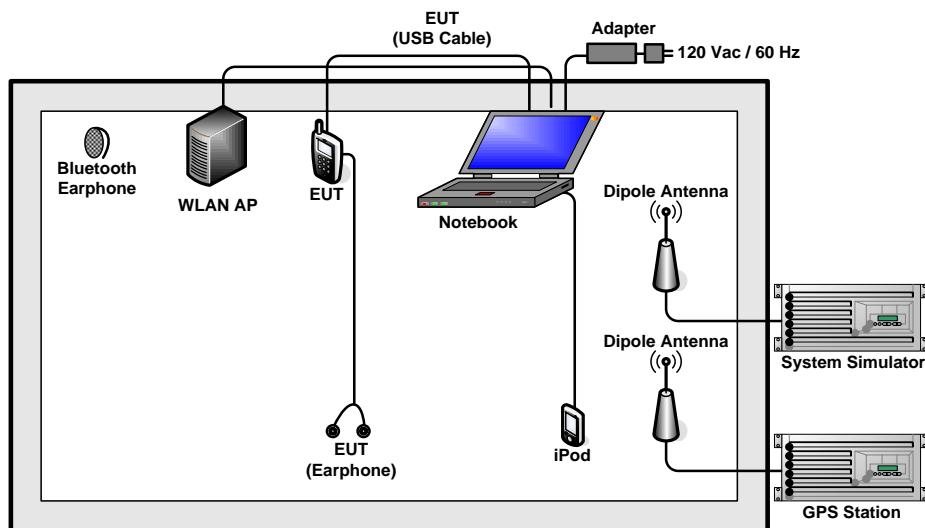 EUT
(USB Cable)
Adapter
120 Vac / 60 Hz
Bluetooth
Earphone
WLAN AP
EUT
Notebook
Dipole Antenna
System Simulator
Dipole Antenna
EUT
(Earphone)
iPod
GPS Station